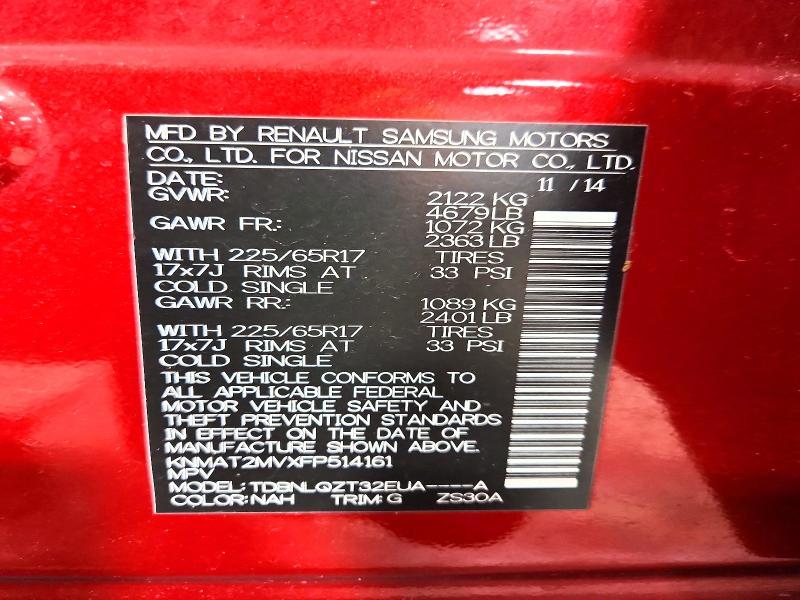 MFD BY RENAULT SAMSUNG MOTORS
CO., LTD. FOR NISSAN MOTOR CO., LTD.
DATE: 11 / 14
GVWR: 2122 KG
4679 LB
GAWR FR.: 1072 KG
2363 LB
WITH 225/65R17 TIRES
17x7J RIMS AT 33 PSI
COLD SINGLE
GAWR RR.: 1089 KG
2401 LB
WITH 225/65R17 TIRES
17x7J RIMS AT 33 PSI
COLD SINGLE
THIS VEHICLE CONFORMS TO
ALL APPLICABLE FEDERAL
MOTOR VEHICLE SAFETY AND
THEFT PREVENTION STANDARDS
IN EFFECT ON THE DATE OF
MANUFACTURE SHOWN ABOVE.
KNMAT2MVXFP514161
MPV
MODEL: TDBNLQZT32EUA----A
COLOR: NAH TRIM: G ZS30A